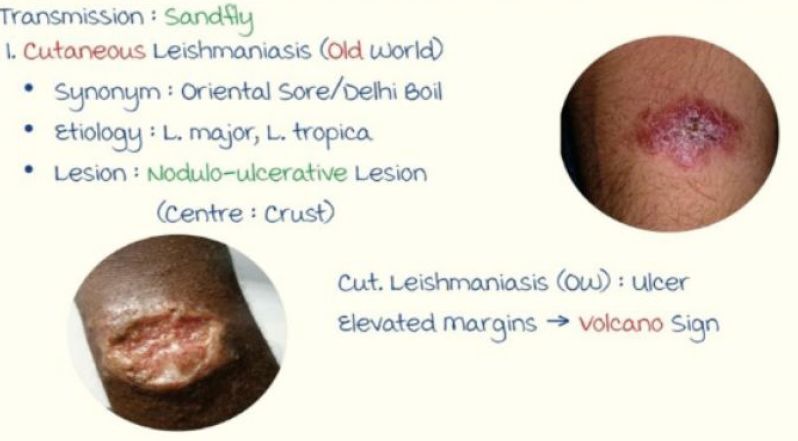 Transmission : Sandfly
1. Cutaneous Leishmaniasis (Old World)
• Synonym : Oriental Sore/Delhi Boil
• Etiology : L. major, L. tropica
• Lesion : Nodulo-ulcerative Lesion
(Centre : Crust)
Cut. Leishmaniasis (OW) : Ulcer
Elevated margins → Volcano Sign